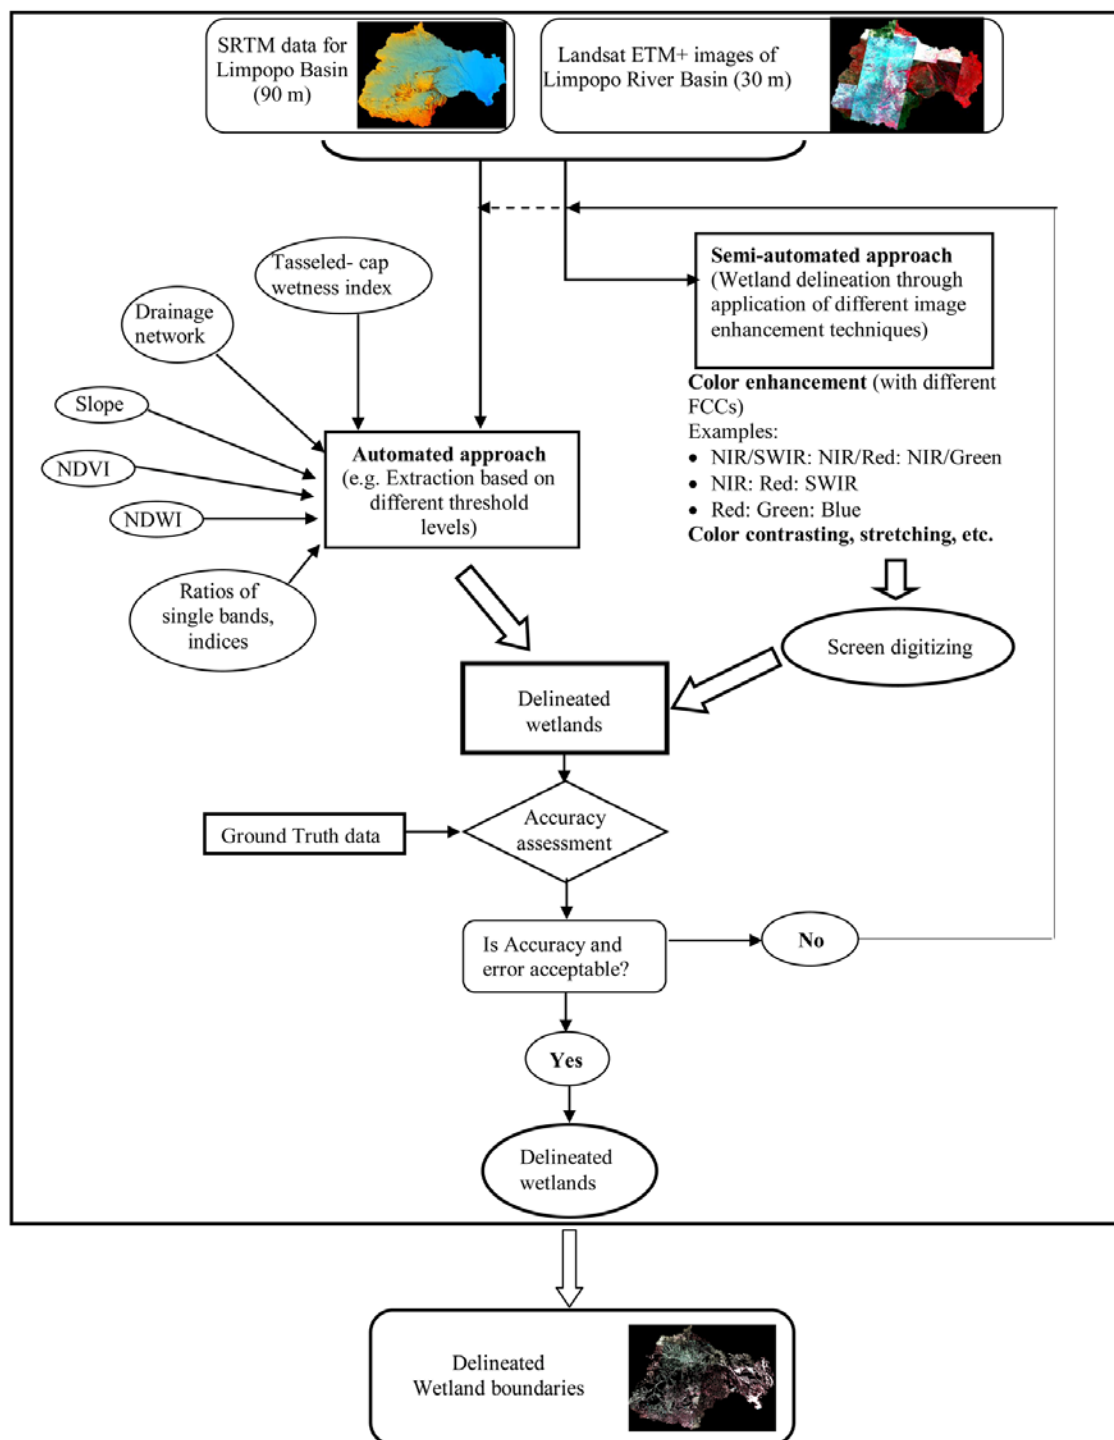 SRTM data for
Limpopo Basin
(90 m)
Landsat ETM+ images of
Limpopo River Basin (30 m)
Tasseled- cap
wetness index
Drainage
network
Slope
NDVI
NDWI
Ratios of
single bands,
indices
Automated approach
(e.g. Extraction based on
different threshold
levels)
Semi-automated approach
(Wetland delineation through
application of different image
enhancement techniques)
Color enhancement (with different
FCCs)
Examples:
• NIR/SWIR: NIR/Red: NIR/Green
• NIR: Red: SWIR
• Red: Green: Blue
Color contrasting, stretching, etc.
Screen digitizing
Delineated
wetlands
Accuracy
assessment
Ground Truth data
Is Accuracy and
error acceptable?
No
Yes
Delineated
wetlands
Delineated
Wetland boundaries